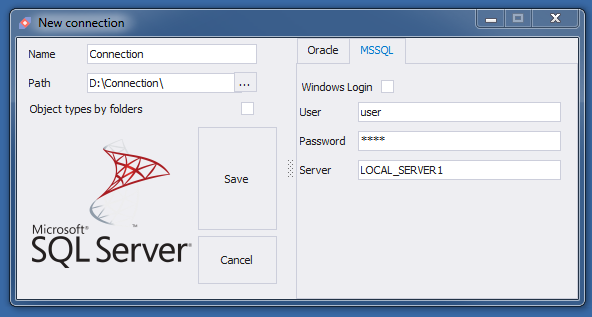 New connection
Name
Connection
Path
D:\Connection\
...
Object types by folders
Microsoft®
SQL Server®
™
Save
Cancel
Oracle
MSSQL
Windows Login
User
user
Password
****
Server
LOCAL_SERVER1